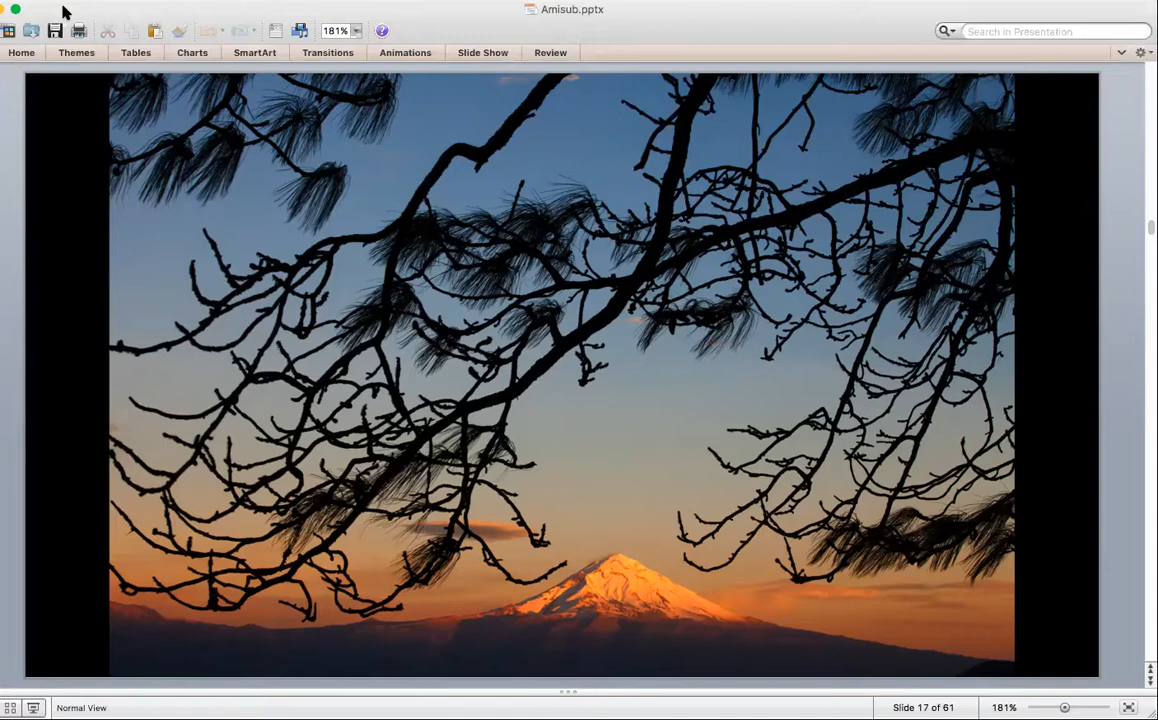 Amisub.pptx
181%
Search in Presentation
Home Themes Tables Charts SmartArt Transitions Animations Slide Show Review
Normal View Slide 17 of 61 181%